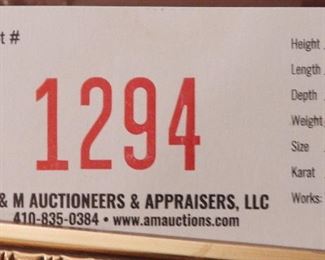 t #
1294
& M AUCTIONEERS & APPRAISERS, LLC
410-835-0384 • www.amauctions.com
Height
Length
Depth
Weight
Size
Karat
Works: